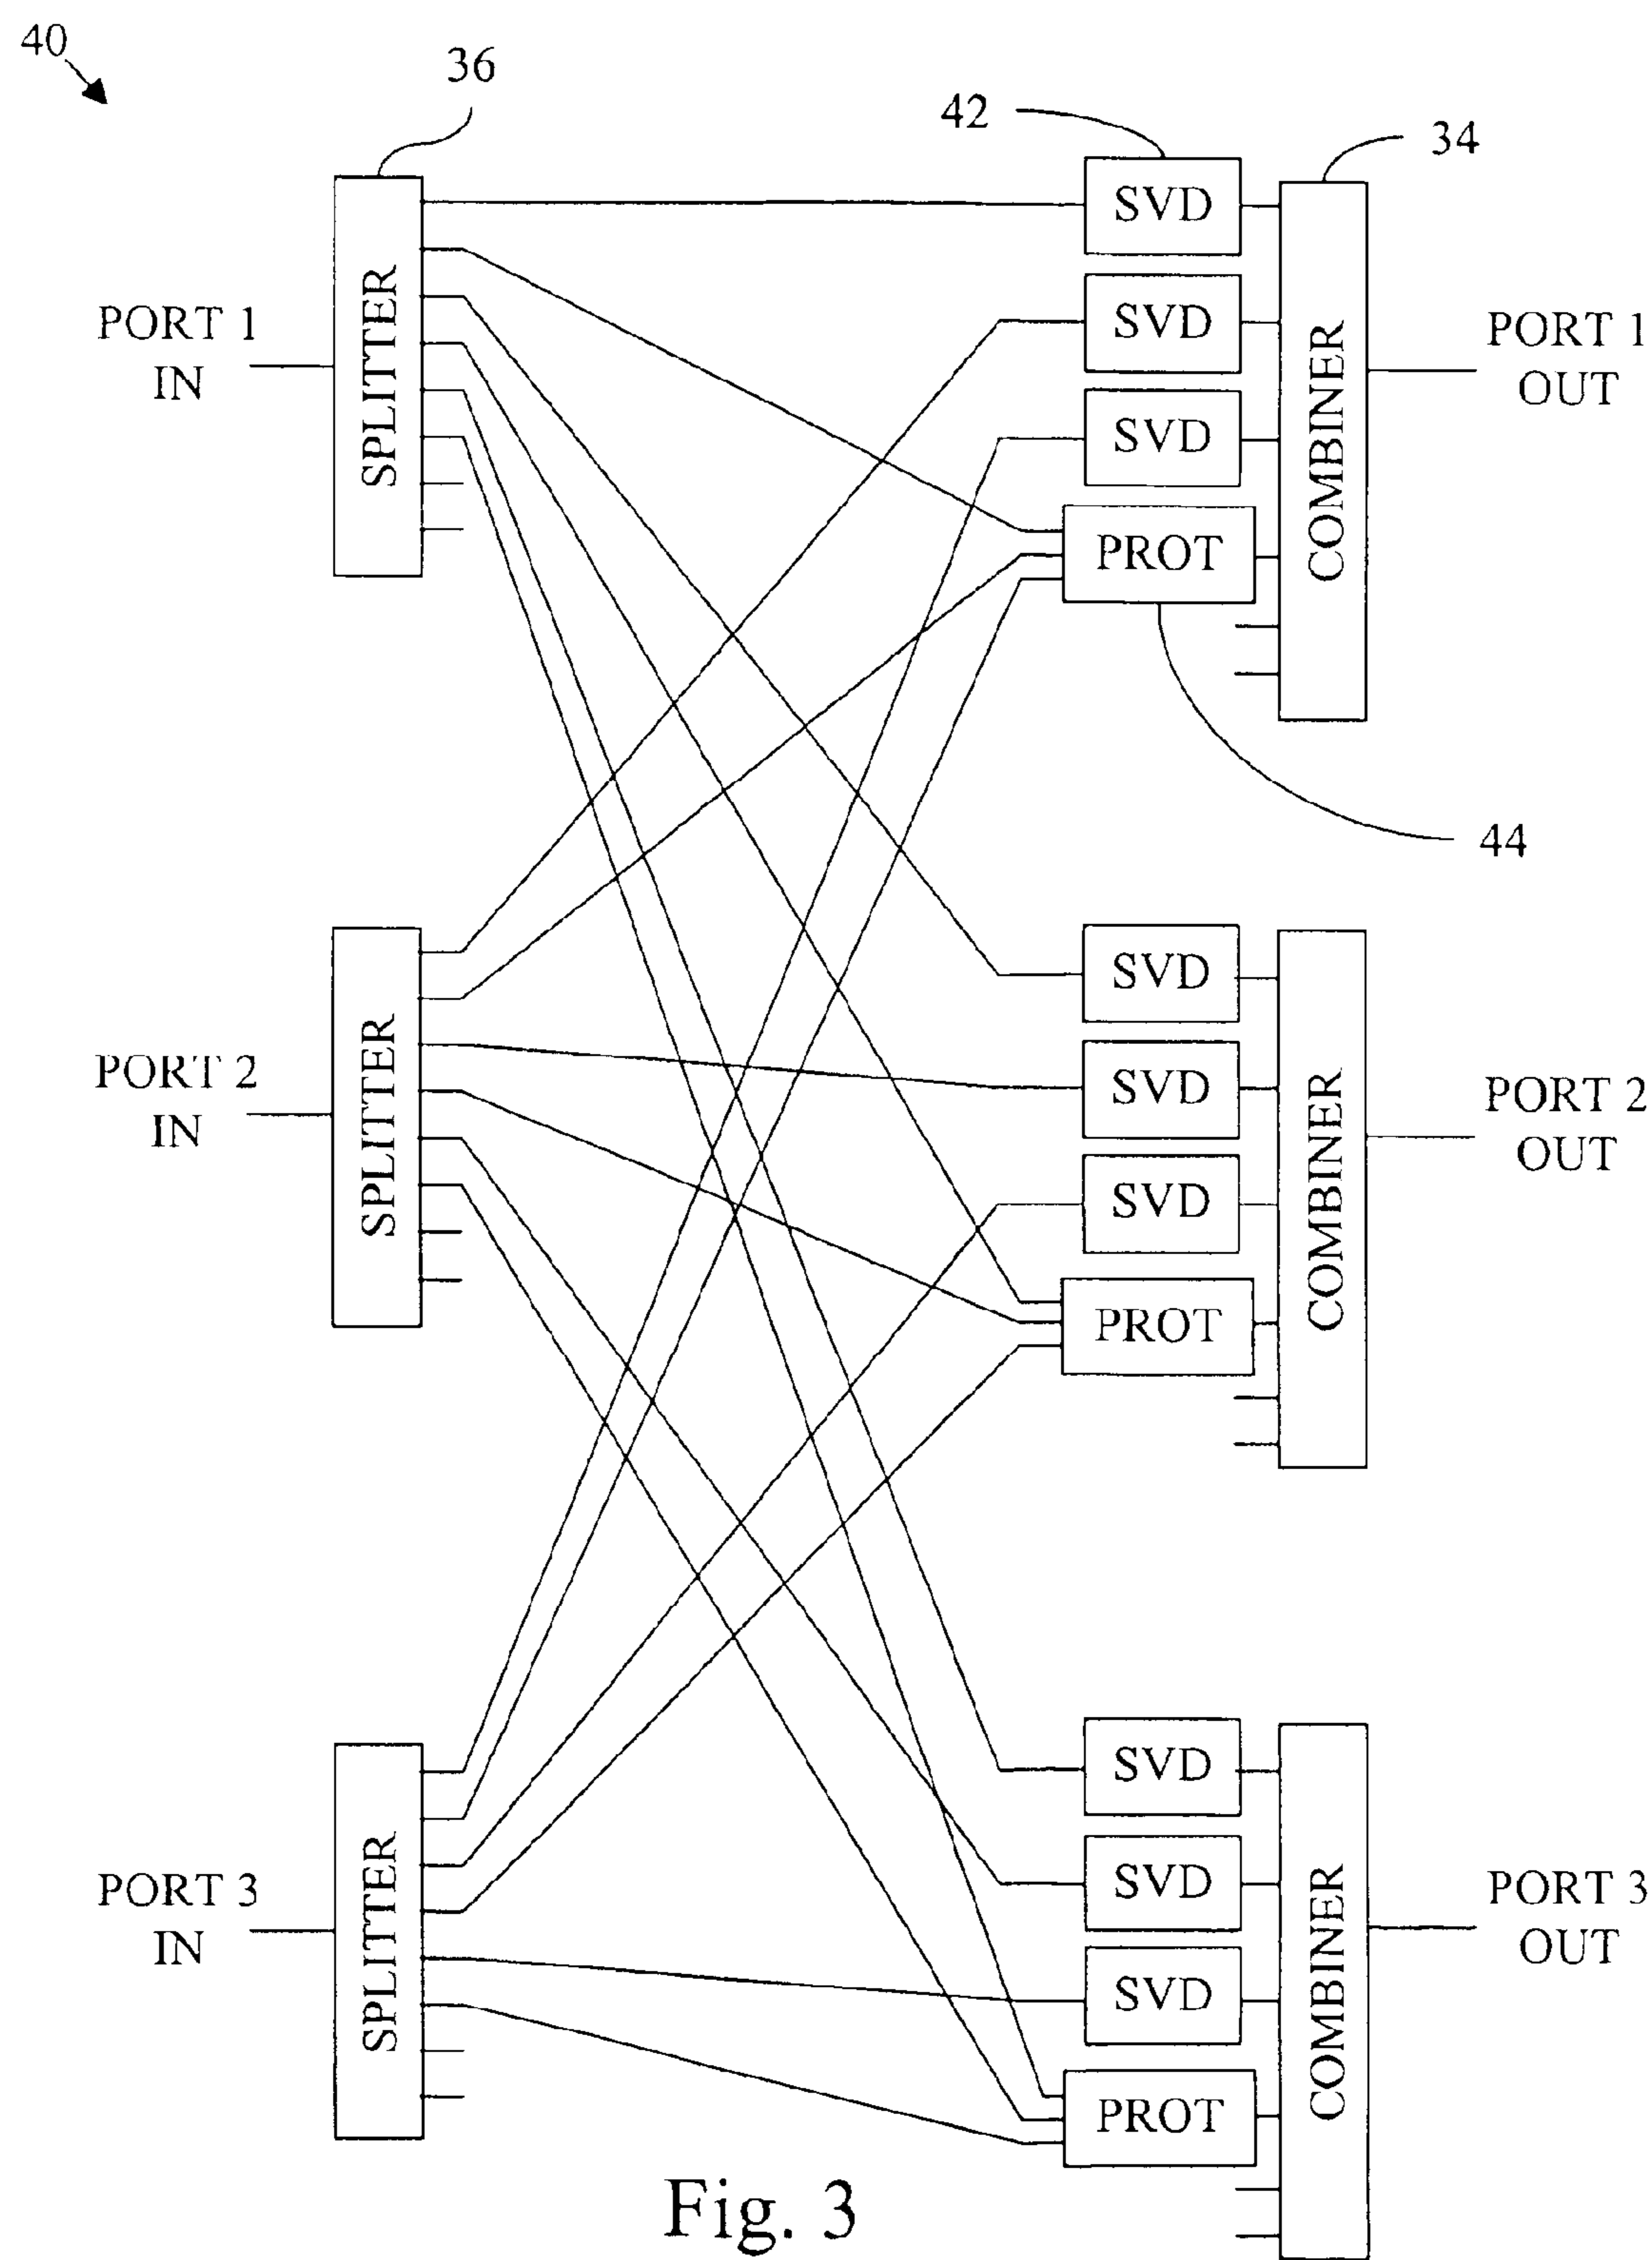 40
36
42
34
SPLITTER
PORT 1
IN
SVD
SVD
SVD
PROT
COMBINER
PORT 1
OUT
44
SPLITTER
PORT 2
IN
SVD
SVD
SVD
PROT
COMBINER
PORT 2
OUT
SPLITTER
PORT 3
IN
SVD
SVD
SVD
PROT
COMBINER
PORT 3
OUT
Fig. 3